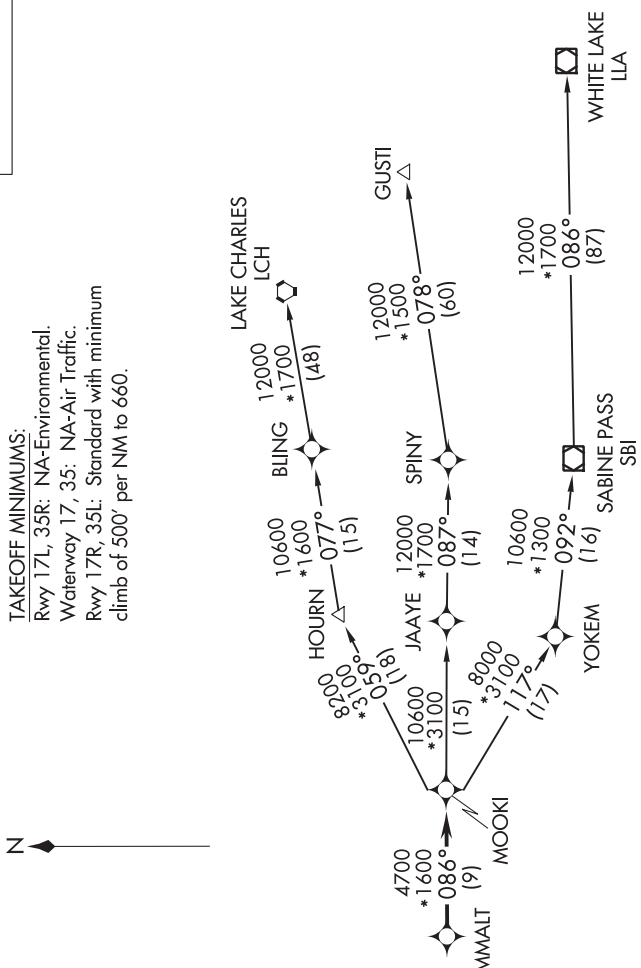 TAKEOFF MINIMUMS:
Rwy 17L, 35R: NA-Environmental.
Waterway 17, 35: NA-Air Traffic.
Rwy 17R, 35L: Standard with minimum
climb of 500' per NM to 660.
N
LAKE CHARLES
LCH
12000
*1700
(48)
BLING
10600
*1600
077°
(15)
HOURN
8200
*3100
059°
(18)
GUSTI
12000
*1500
078°
(60)
SPINY
12000
*1700
087°
(14)
JAAYE
10600
*3100
(15)
WHITE LAKE
LLA
12000
*1700
086°
(87)
SABINE PASS
SBI
10600
*1300
092°
(16)
YOKEM
8000
*3100
117°
(17)
MOOKI
4700
*1600
086°
(9)
MMALT